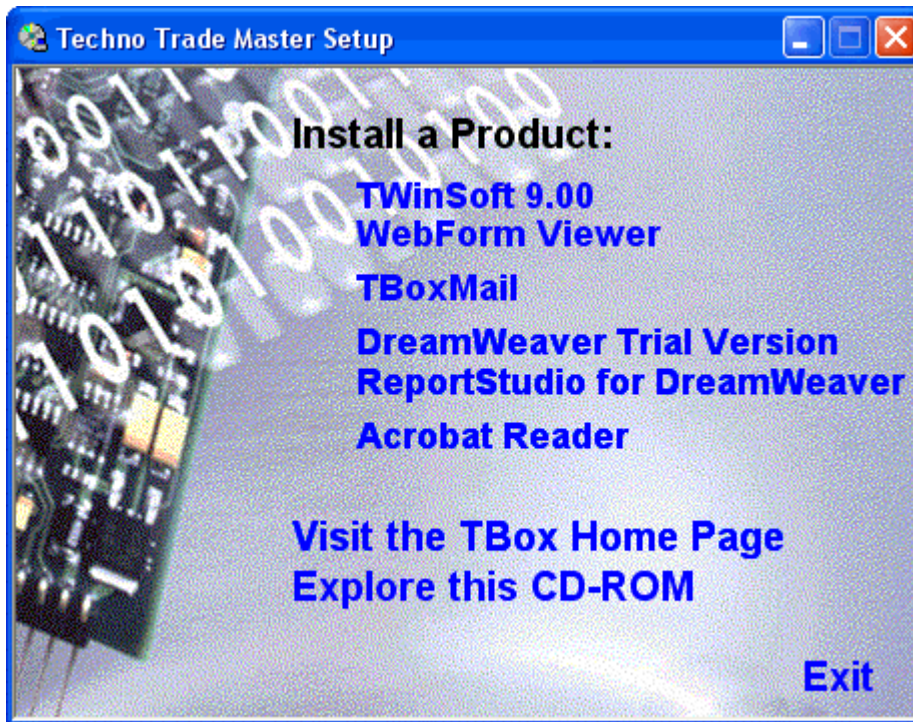 Techno Trade Master Setup
Install a Product:
TWinSoft 9.00
WebForm Viewer
TBoxMail
DreamWeaver Trial Version
ReportStudio for DreamWeaver
Acrobat Reader
Visit the TBox Home Page
Explore this CD-ROM
Exit